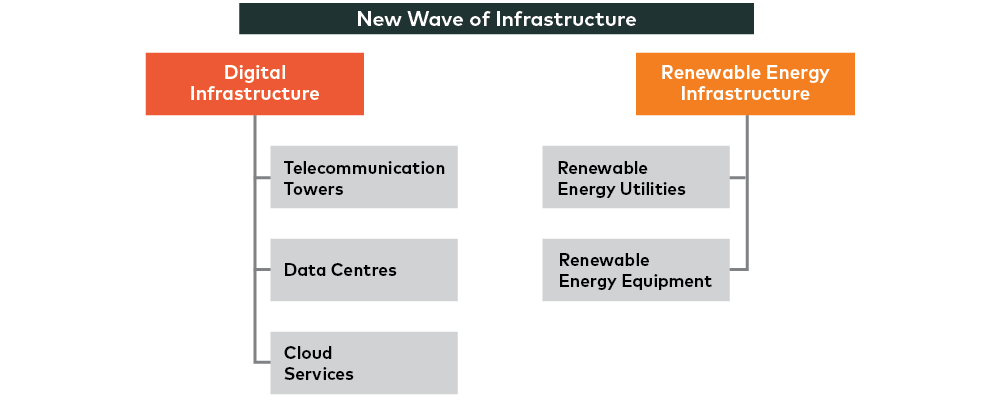 New Wave of Infrastructure
Digital
Infrastructure
Telecommunication
Towers
Data Centres
Cloud
Services
Renewable Energy
Infrastructure
Renewable
Energy Utilities
Renewable
Energy Equipment